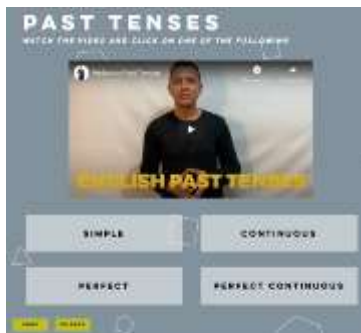 PAST TENSES
WATCH THE VIDEO AND CLICK ON ONE OF THE FOLLOWING
ENGLISH PAST TENSES
SIMPLE
CONTINUOUS
PERFECT
PERFECT CONTINUOUS